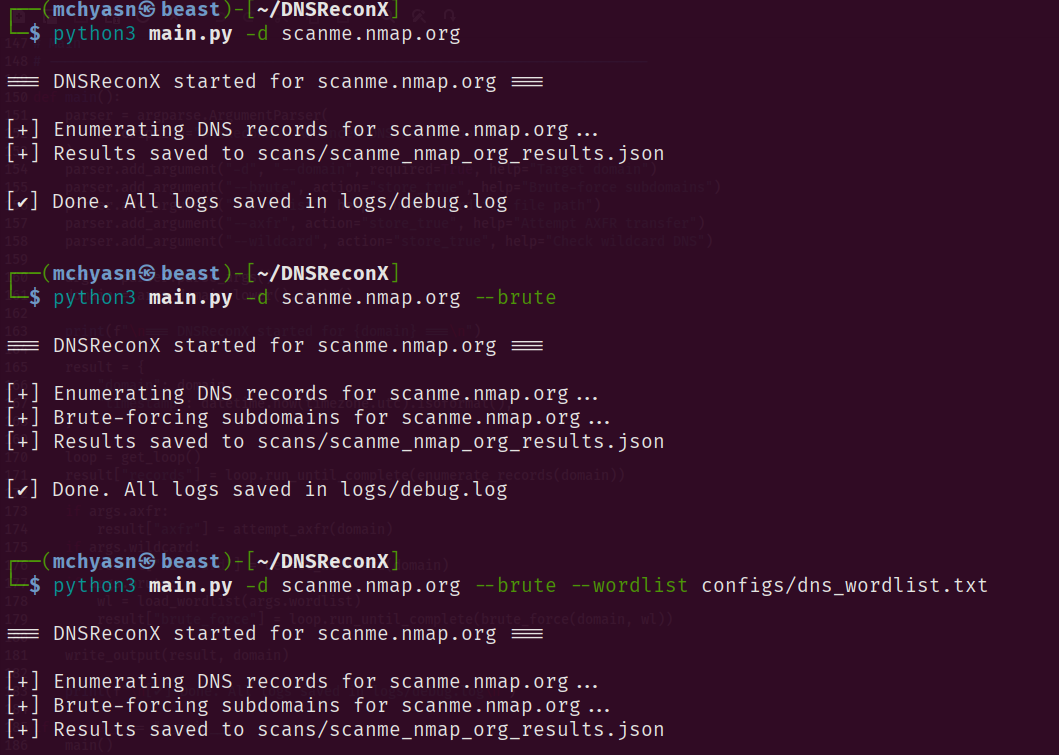 ┌──(mchyasn㉿beast)-[~/DNSReconX]
└─$ python3 main.py -d scanme.nmap.org
=== DNSReconX started for scanme.nmap.org ===
[+] Enumerating DNS records for scanme.nmap.org...
[+] Results saved to scans/scanme_nmap_org_results.json
[✔] Done. All logs saved in logs/debug.log
┌──(mchyasn㉿beast)-[~/DNSReconX]
└─$ python3 main.py -d scanme.nmap.org --brute
=== DNSReconX started for scanme.nmap.org ===
[+] Enumerating DNS records for scanme.nmap.org...
[+] Brute-forcing subdomains for scanme.nmap.org...
[+] Results saved to scans/scanme_nmap_org_results.json
[✔] Done. All logs saved in logs/debug.log
┌──(mchyasn㉿beast)-[~/DNSReconX]
└─$ python3 main.py -d scanme.nmap.org --brute --wordlist configs/dns_wordlist.txt
=== DNSReconX started for scanme.nmap.org ===
[+] Enumerating DNS records for scanme.nmap.org...
[+] Brute-forcing subdomains for scanme.nmap.org...
[+] Results saved to scans/scanme_nmap_org_results.json